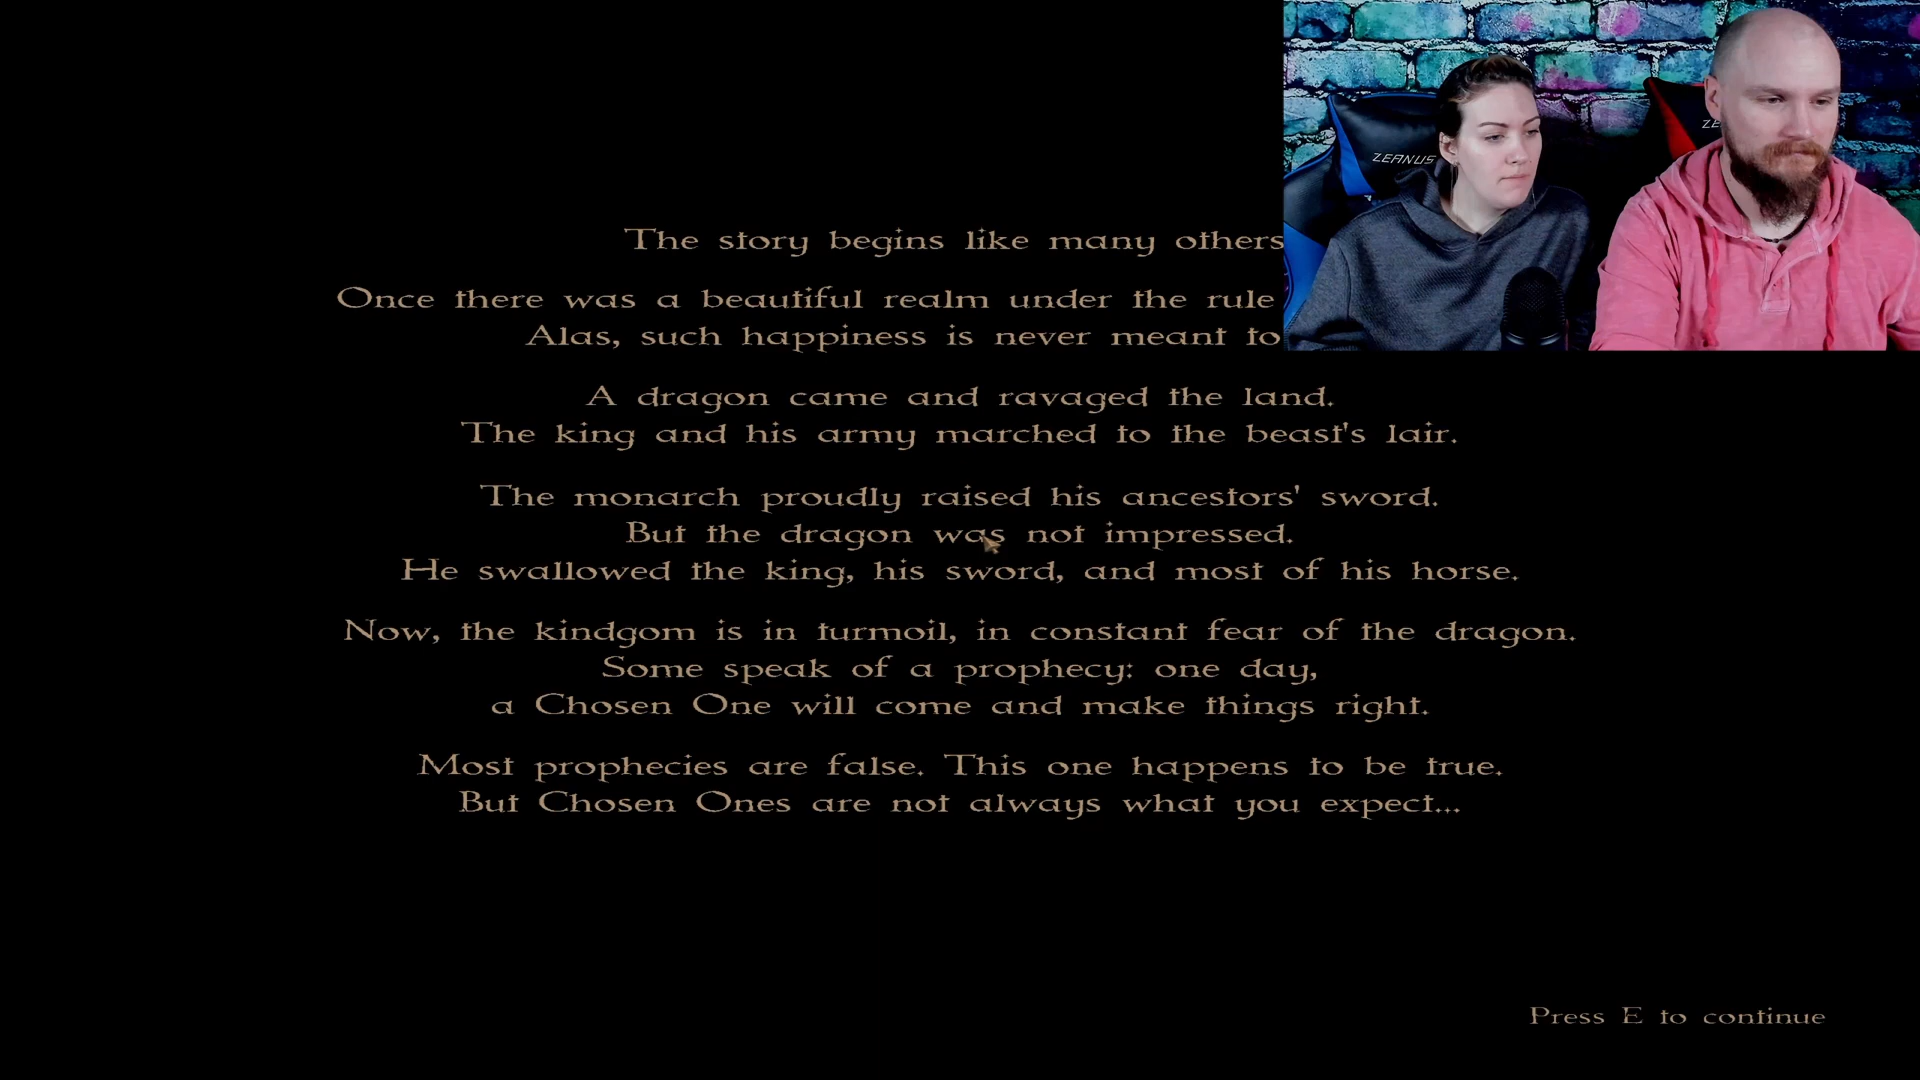 The story begins like many others
Once there was a beautiful realm under the rule
Alas, such happiness is never meant to
A dragon came and ravaged the land.
The king and his army marched to the beast's lair.
The monarch proudly raised his ancestors' sword.
But the dragon was not impressed.
He swallowed the king, his sword, and most of his horse.
Now, the kindgom is in turmoil, in constant fear of the dragon.
Some speak of a prophecy: one day,
a Chosen One will come and make things right.
Most prophecies are false. This one happens to be true.
But Chosen Ones are not always what you expect...
Press E to continue
ZEANUS